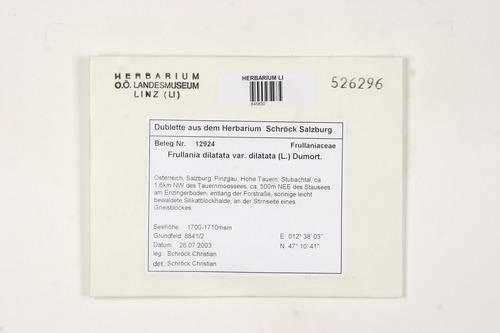 HERBARIUM
O.Ö. LANDESMUSEUM
LINZ (LI)
HERBARIUM LI
526296
Dublette aus dem Herbarium Schröck Salzburg
Beleg Nr. 12924 Frullaniaceae
Frullania dilatata var. dilatata (L.) Dumort.
Österreich, Salzburg, Pinzgau, Hohe Tauern, Stubachtal, ca.
1,6km NW des Tauernmoossees, ca. 500m NEE des Stausees
am Enzingerboden, entlang der Forstraße, sonnige leicht
bewaldete Silikatblockhalde, an der Stirnseite eines
Gneisblockes.
Seehöhe: 1700-1710msm
Grundfeld: 8841/2 E 012° 38' 03"
Datum: 26.07.2003 N 47° 10' 41"
leg.: Schröck Christian
det.: Schröck Christian